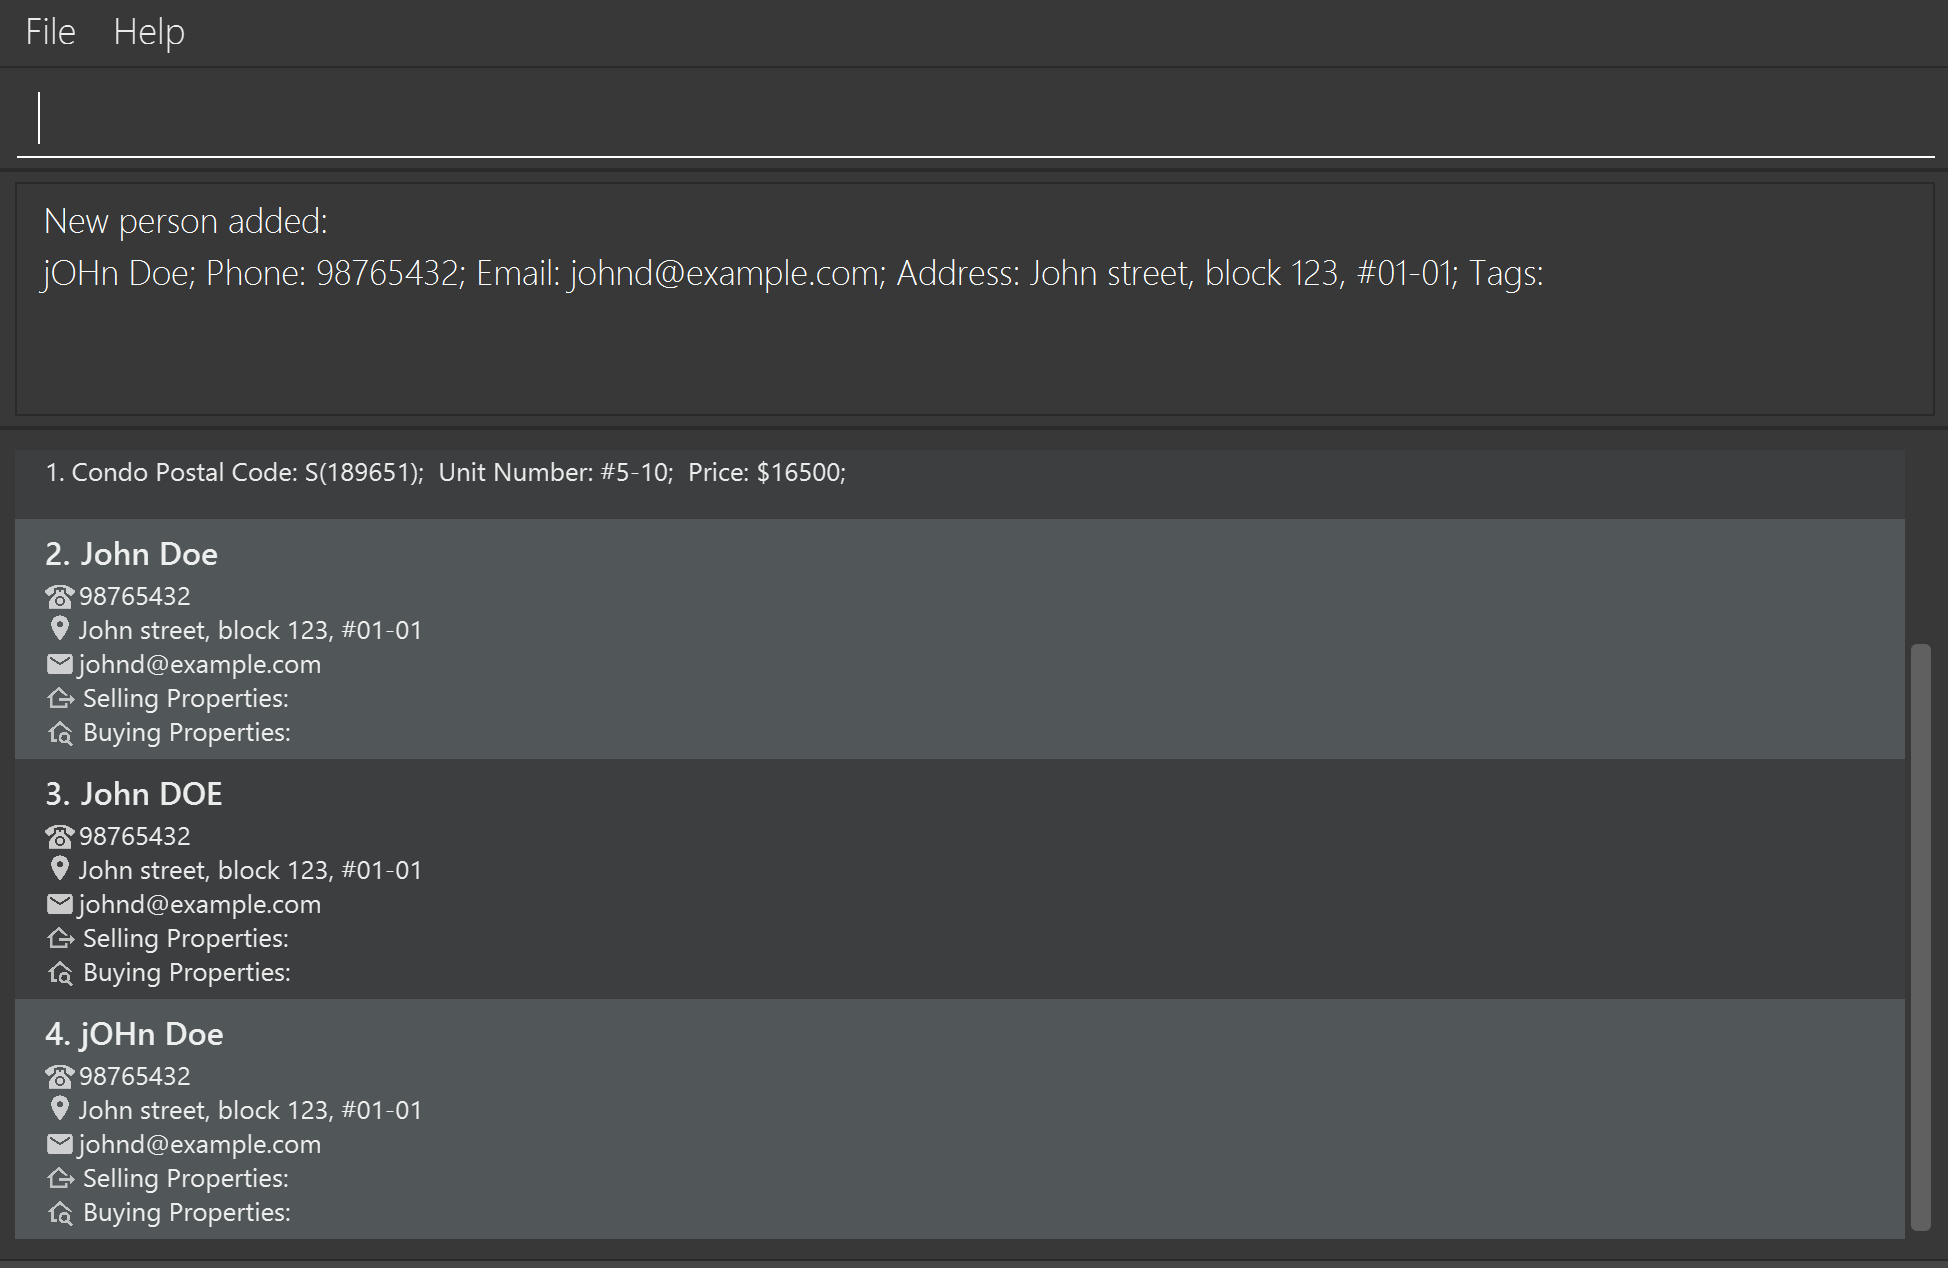 File Help
New person added:
jOHn Doe; Phone: 98765432; Email: johnd@example.com; Address: John street, block 123, #01-01; Tags:
1. Condo Postal Code: S(189651);  Unit Number: #5-10;  Price: $16500;
2. John Doe
98765432
John street, block 123, #01-01
johnd@example.com
Selling Properties:
Buying Properties:
3. John DOE
98765432
John street, block 123, #01-01
johnd@example.com
Selling Properties:
Buying Properties:
4. jOHn Doe
98765432
John street, block 123, #01-01
johnd@example.com
Selling Properties:
Buying Properties: